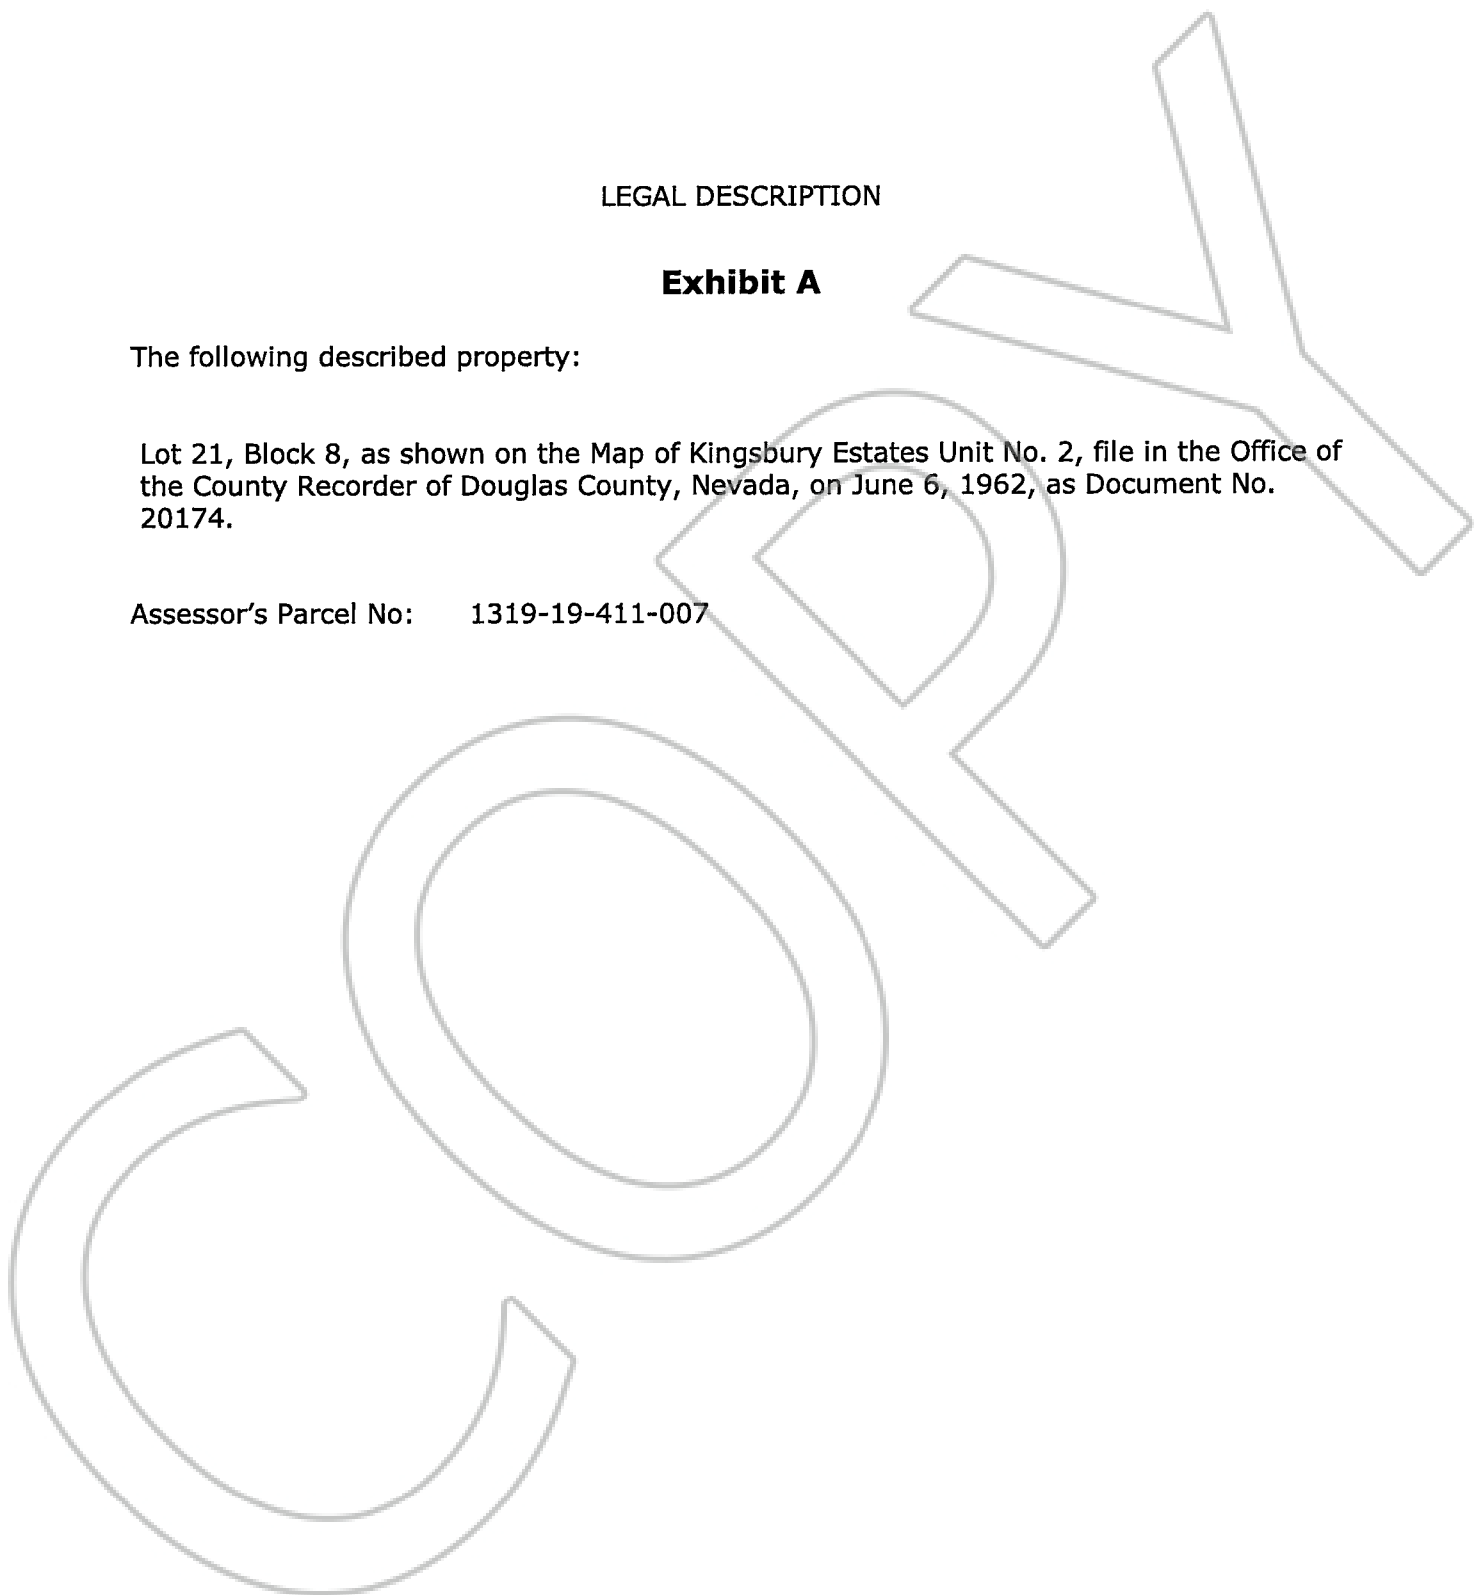 LEGAL DESCRIPTION
Exhibit A
The following described property:
Lot 21, Block 8, as shown on the Map of Kingsbury Estates Unit No. 2, file in the Office of
the County Recorder of Douglas County, Nevada, on June 6, 1962, as Document No.
20174.
Assessor’s Parcel No: 1319-19-411-007
COPY